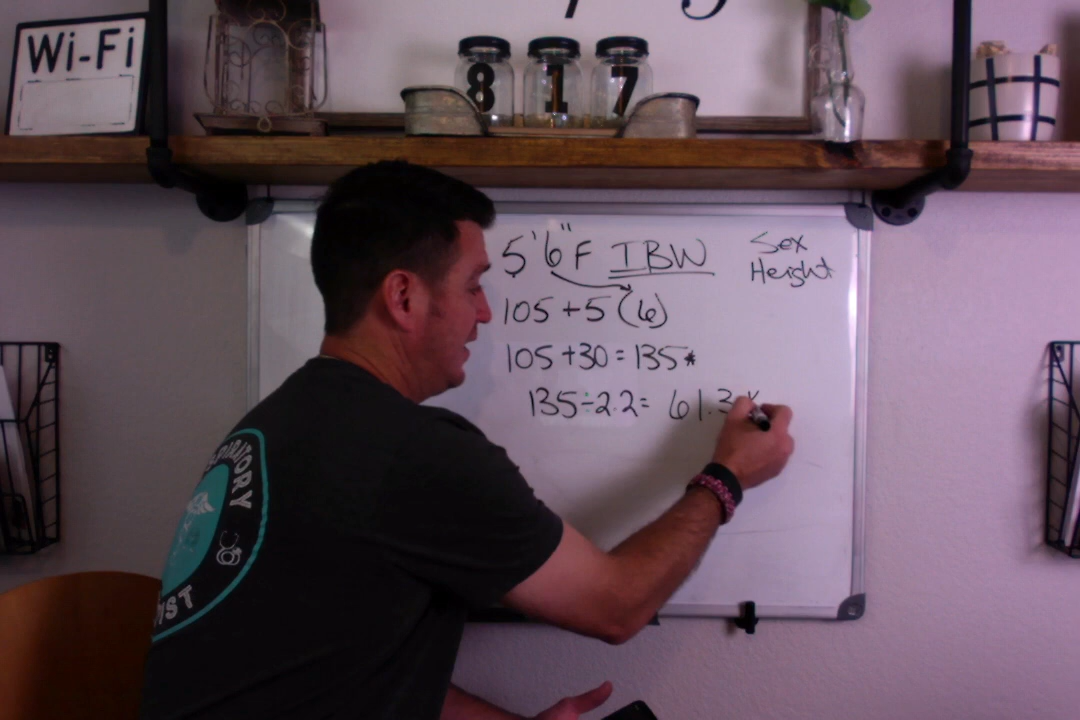 Wi-Fi
8 1 7
5'6" F IBW
Sex
Height
105 + 5 (6)
105 + 30 = 135*
135 ÷ 2.2 = 61.3 K
RESPIRATORY